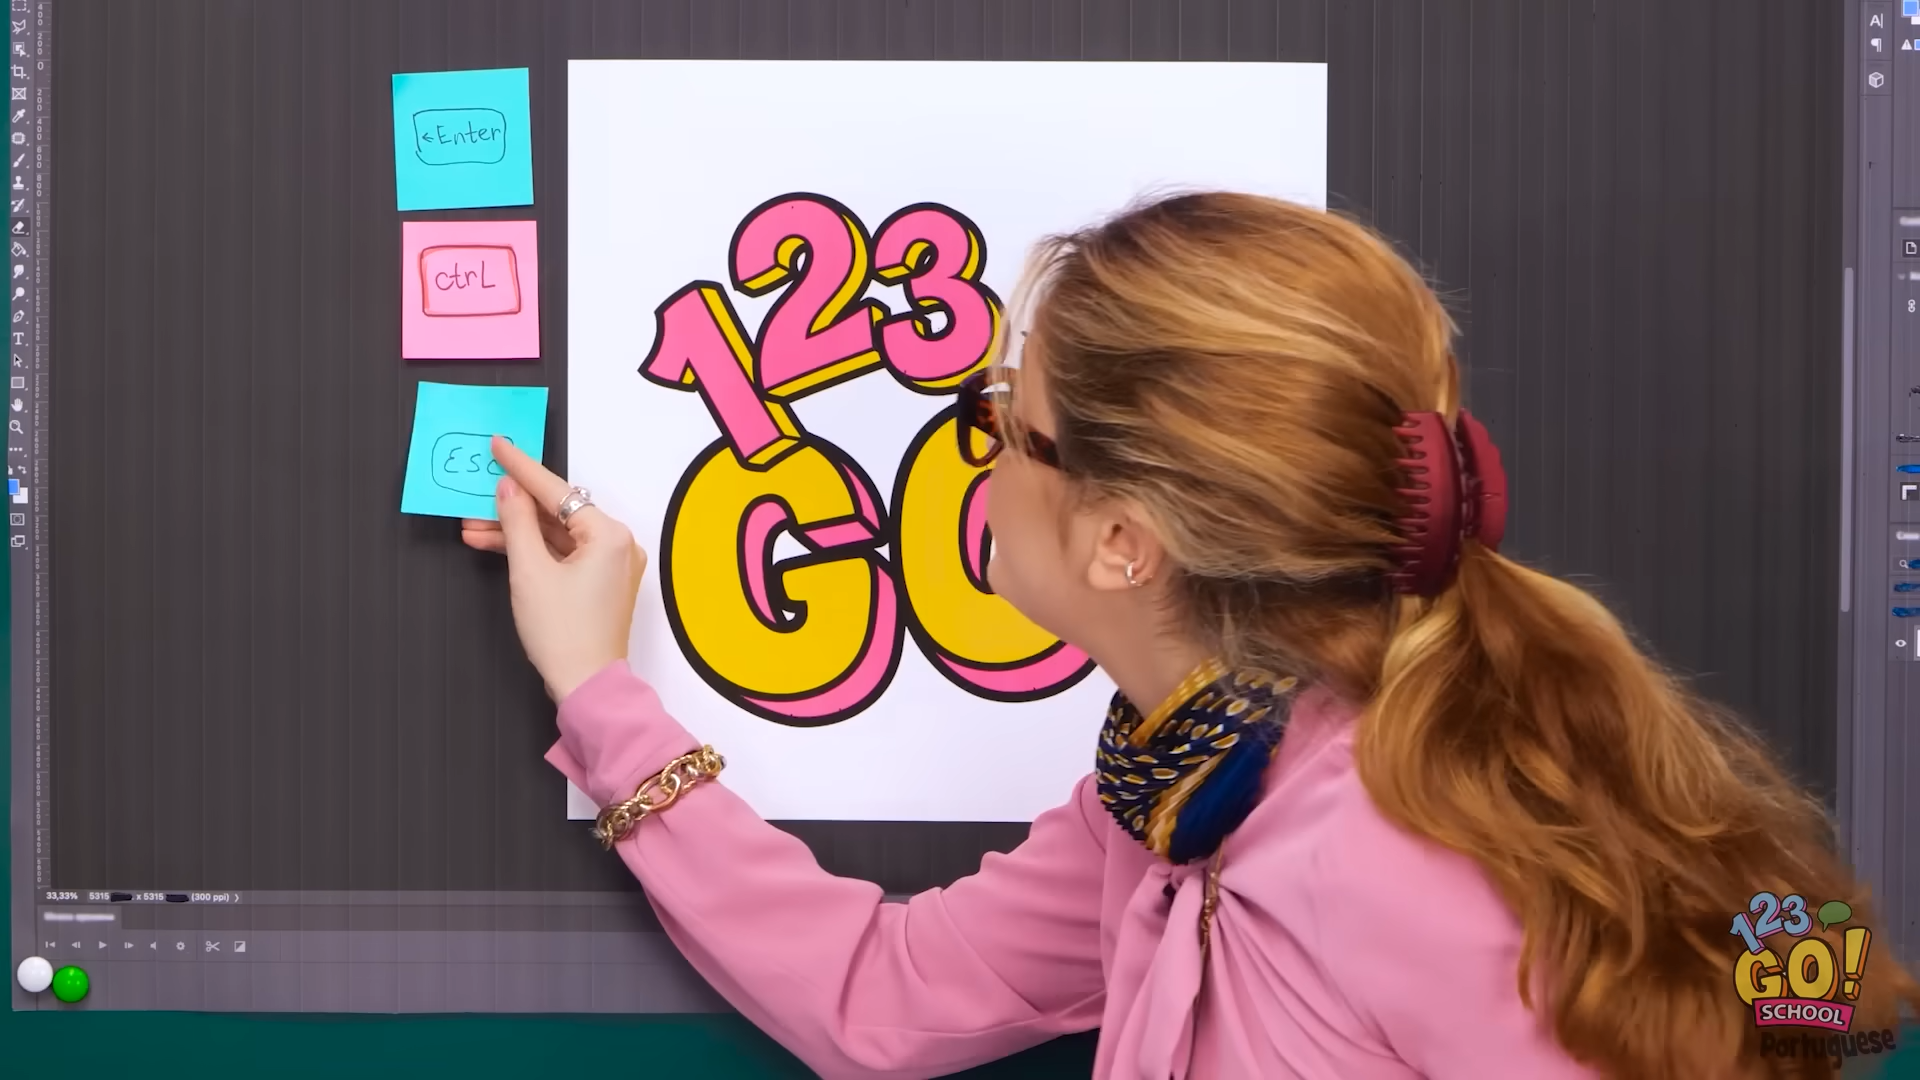 ← Enter
ctrL
Esc
123
GO
33,33% 5315 x 5315 (300 ppi)
123
GO!
SCHOOL
Portuguese